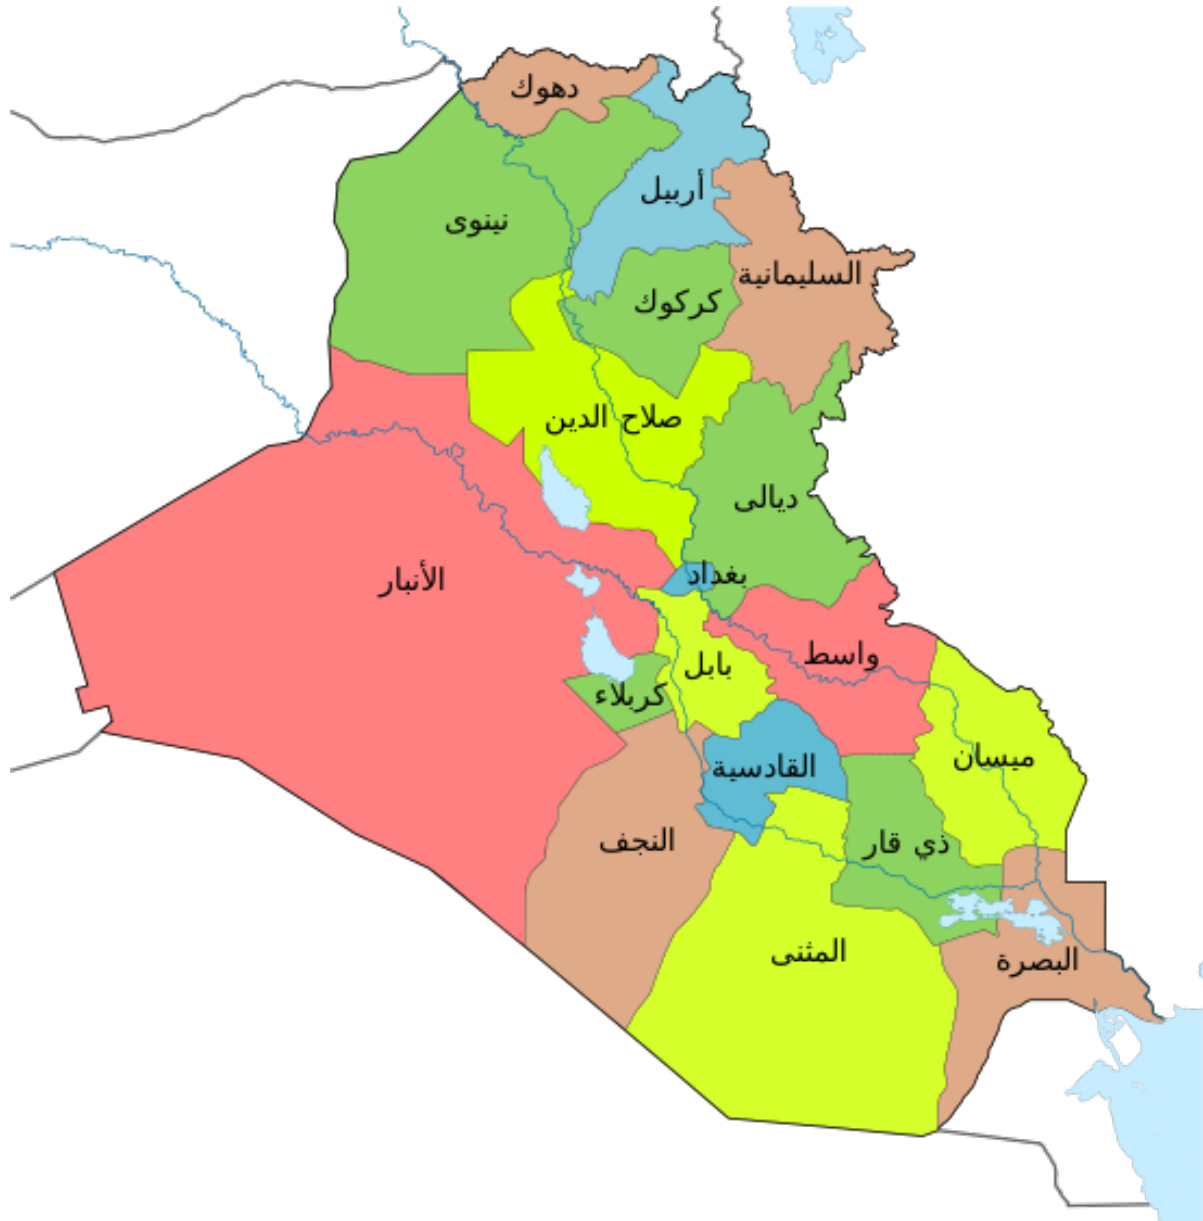 دهوك
أربيل
نينوى
السليمانية
كركوك
صلاح الدين
ديالى
بغداد
الأنبار
واسط
بابل
كربلاء
ميسان
القادسية
ذي قار
النجف
المثنى
البصرة